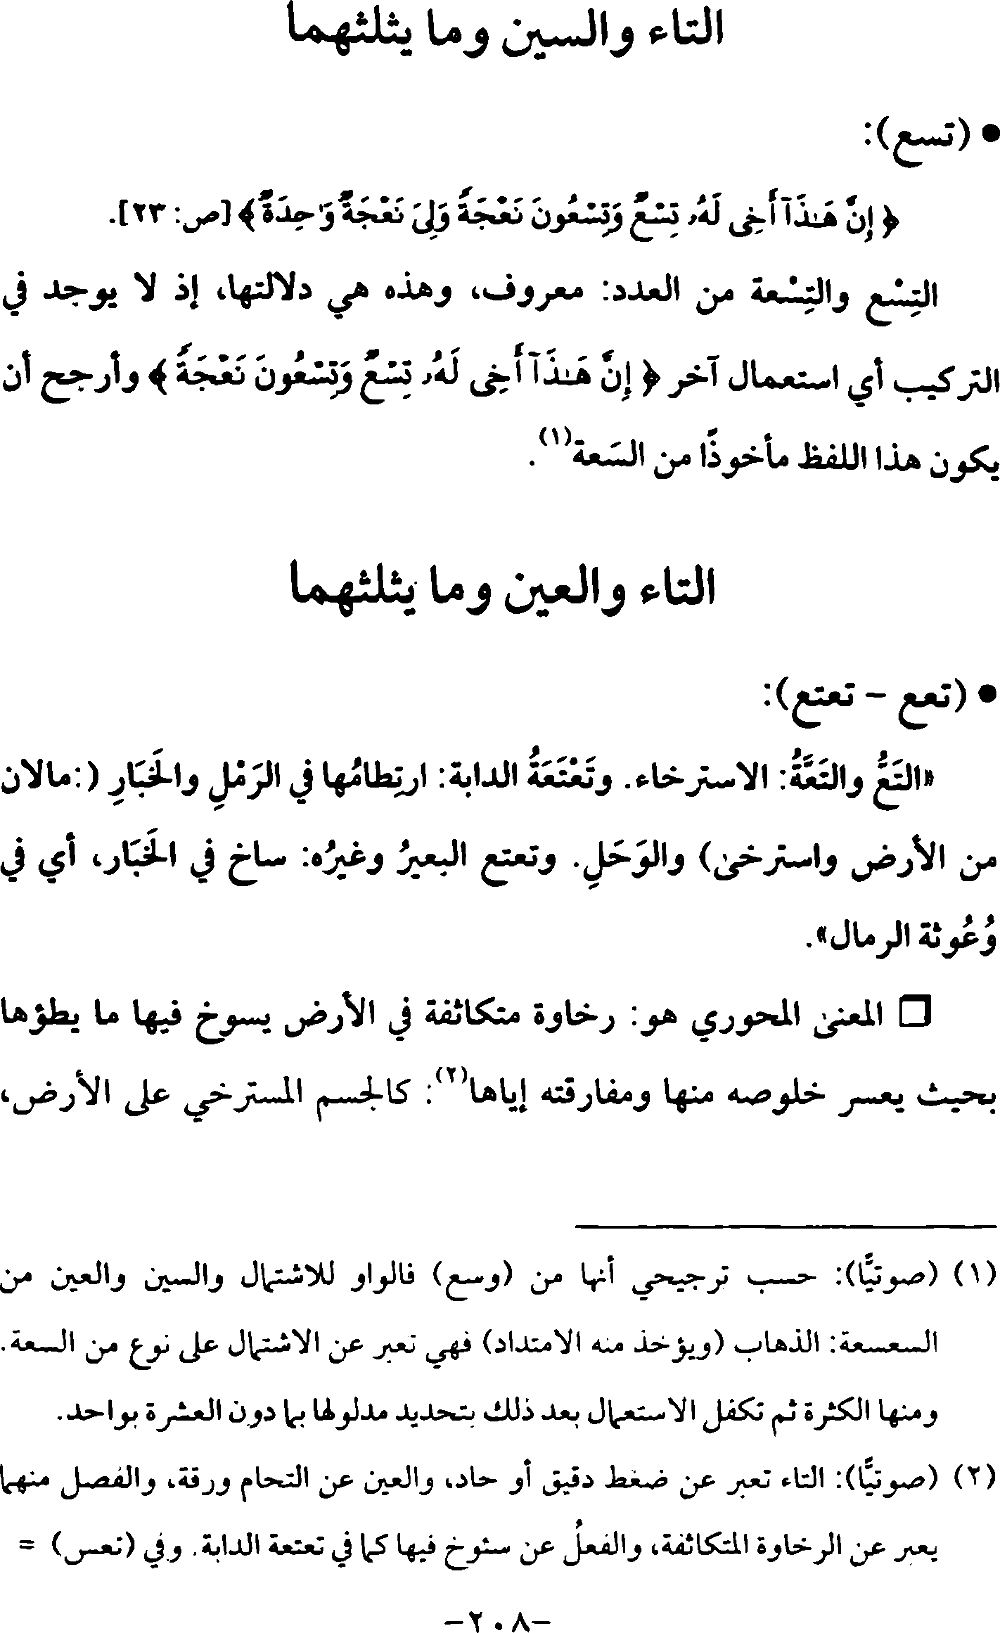 التاء والسين وما يثلثهما
● (تسع):
﴿ إِنَّ هَـٰذَآ أَخِى لَهُۥ تِسْعٌ وَتِسْعُونَ نَعْجَةً وَلِىَ نَعْجَةٌ وَٰحِدَةٌ ﴾ [ص: ٢٣].
التِسْع والتِسْعة من العدد: معروف، وهذه هي دلالتها، إذ لا يوجد في
التركيب أي استعمال آخر ﴿ إِنَّ هَـٰذَآ أَخِى لَهُۥ تِسْعٌ وَتِسْعُونَ نَعْجَةً ﴾ وأرجح أن
يكون هذا اللفظ مأخوذًا من السَعة(١).
التاء والعين وما يثلثهما
● (تعع – تعتع):
«التَعُّ والتَعَّةُ: الاسترخاء. وتَعْتَعَةُ الدابة: ارتِطامُها في الرَمْلِ والخَبَارِ (:مالان
من الأرض واسترخى) والوَحَلِ. وتعتع البعيرُ وغيرُه: ساخ في الخَبَار، أي في
وُعُوثة الرمال».
□ المعنى المحوري هو: رخاوة متكاثفة في الأرض يسوخ فيها ما يطؤها
بحيث يعسر خلوصه منها ومفارقته إياها(٢): كالجسم المسترخي على الأرض،
(١) (صوتيًّا): حسب ترجيحي أنها من (وسع) فالواو للاشتمال والسين والعين من
السعسعة: الذهاب (ويؤخذ منه الامتداد) فهي تعبر عن الاشتمال على نوع من السعة.
ومنها الكثرة ثم تكفل الاستعمال بعد ذلك بتحديد مدلولها بما دون العشرة بواحد.
(٢) (صوتيًّا): التاء تعبر عن ضغط دقيق أو حاد، والعين عن التحام ورقة، والفصل منهما
يعبر عن الرخاوة المتكاثفة، والفعلُ عن سئوخ فيها كما في تعتعة الدابة. وفي (تعس) =
–٢٠٨–